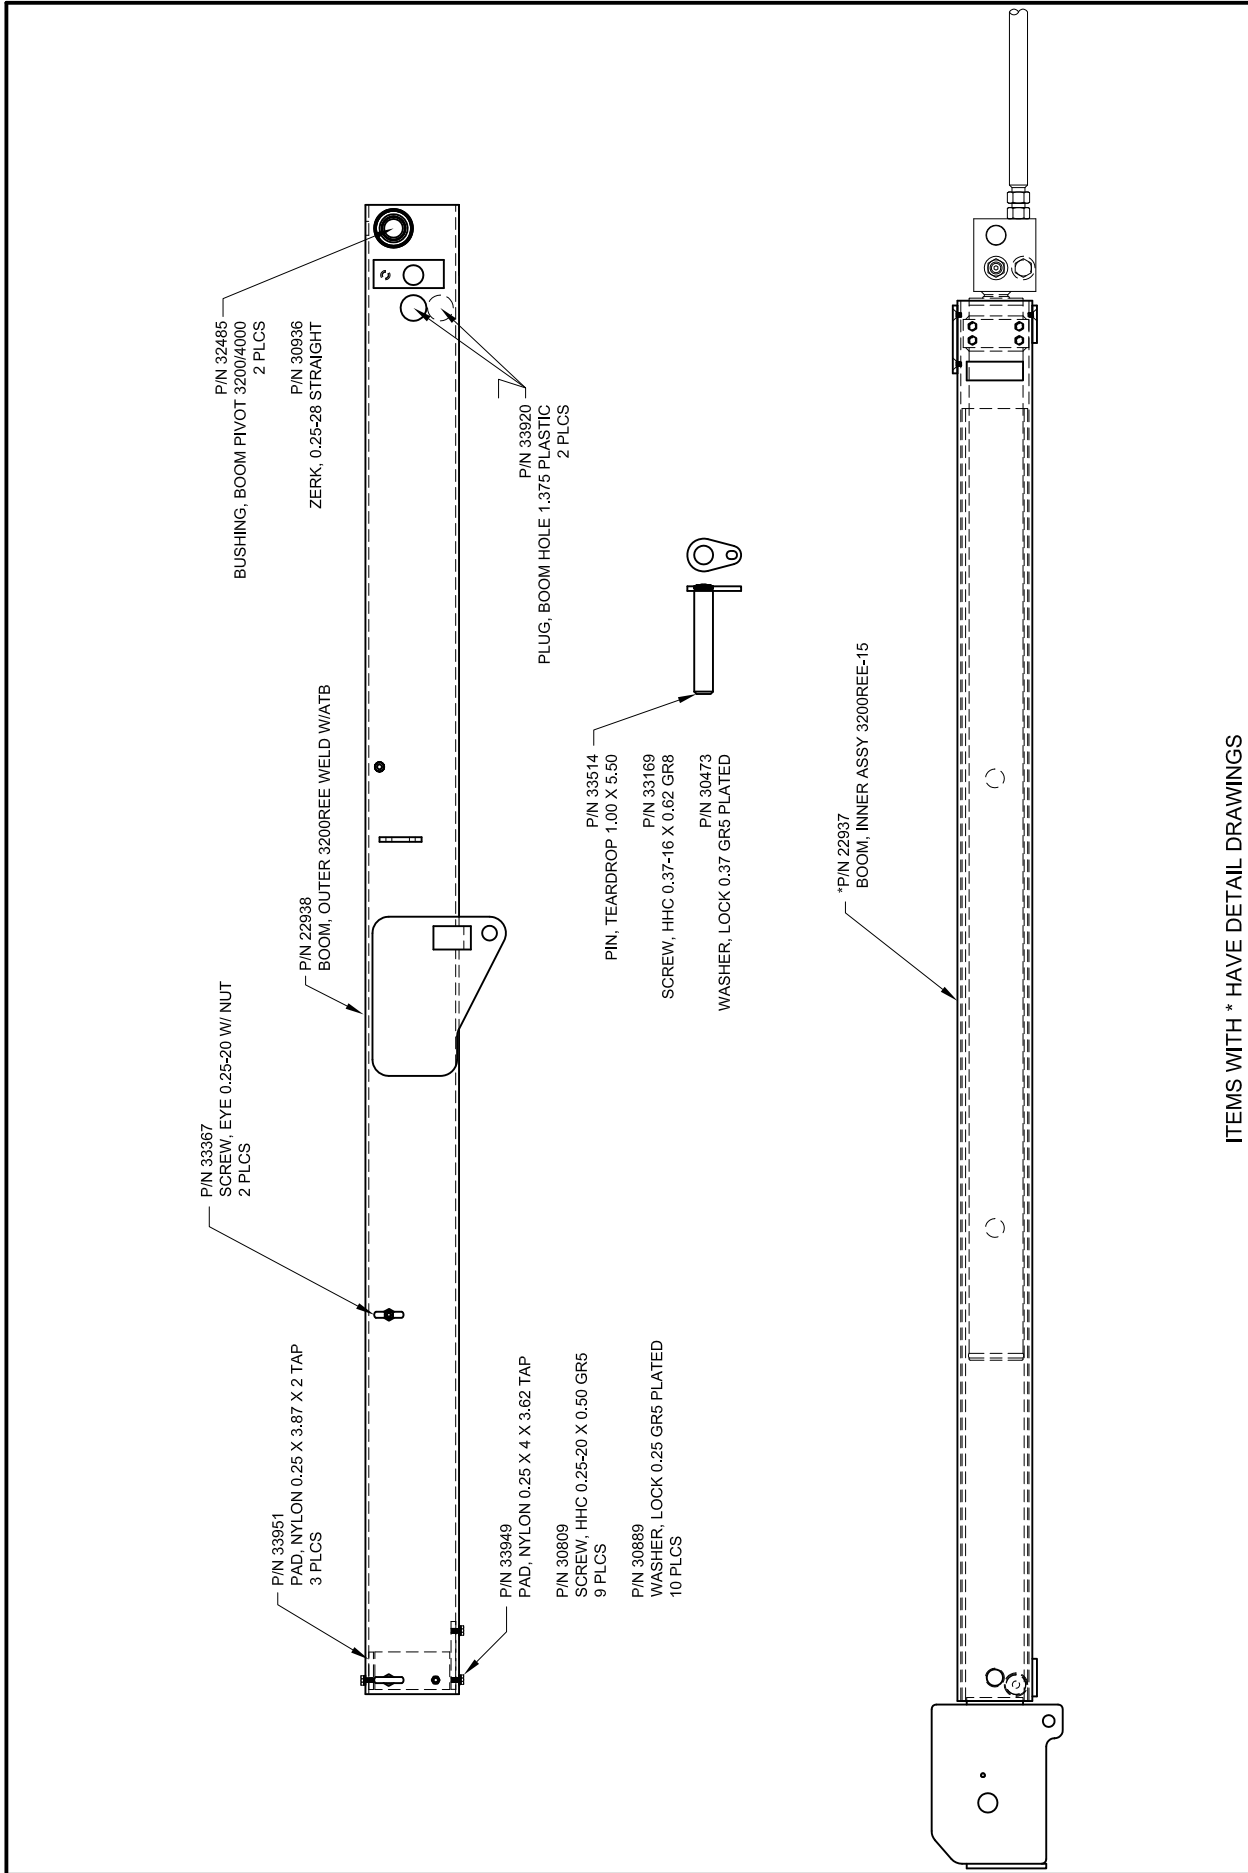 P/N 33951
PAD, NYLON 0.25 X 3.87 X 2 TAP
3 PLCS
P/N 33367
SCREW, EYE 0.25-20 W/ NUT
2 PLCS
P/N 22938
BOOM, OUTER 3200REE WELD W/ATB
P/N 32485
BUSHING, BOOM PIVOT 3200/4000
2 PLCS
P/N 30936
ZERK, 0.25-28 STRAIGHT
P/N 33949
PAD, NYLON 0.25 X 4 X 3.62 TAP
P/N 30809
SCREW, HHC 0.25-20 X 0.50 GR5
9 PLCS
P/N 30889
WASHER, LOCK 0.25 GR5 PLATED
10 PLCS
P/N 33920
PLUG, BOOM HOLE 1.375 PLASTIC
2 PLCS
P/N 33514
PIN, TEARDROP 1.00 X 5.50
P/N 33169
SCREW, HHC 0.37-16 X 0.62 GR8
P/N 30473
WASHER, LOCK 0.37 GR5 PLATED
*P/N 22937
BOOM, INNER ASSY 3200REE-15
ITEMS WITH * HAVE DETAIL DRAWINGS